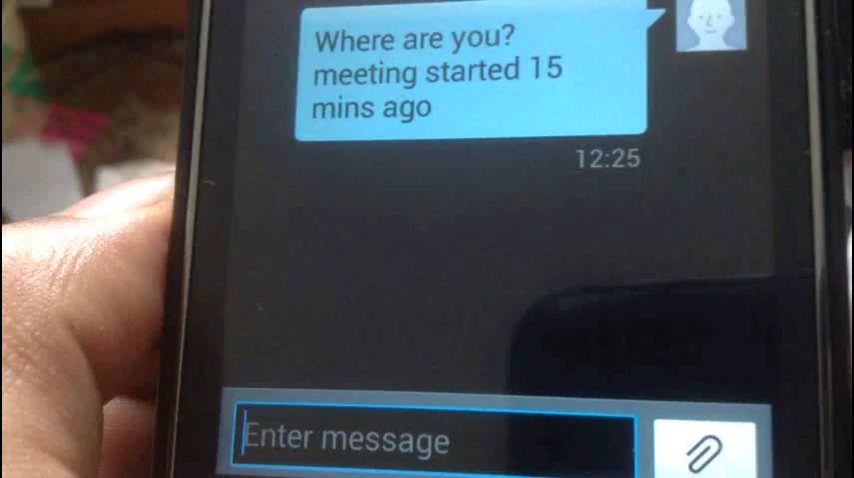 Where are you?
meeting started 15
mins ago
12:25
Enter message